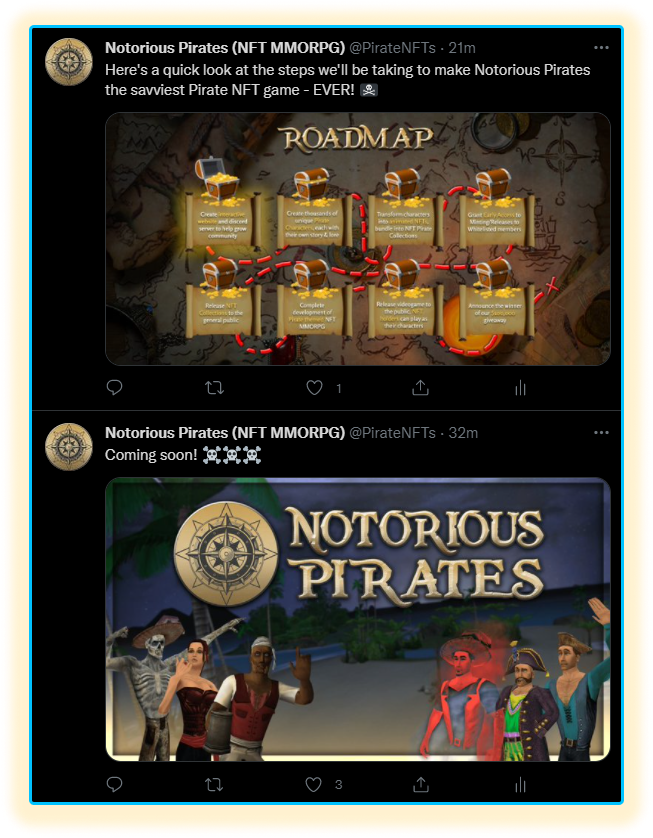 Notorious Pirates (NFT MMORPG) @PirateNFTs · 21m
Here's a quick look at the steps we'll be taking to make Notorious Pirates
the savviest Pirate NFT game - EVER! 🏴‍☠️
ROADMAP
Create interactive
website and discord
server to help grow
community
Create thousands of
unique Pirate
Characters, each with
their own story & lore
Transform characters
into animated NFTs,
bundle into NFT Pirate
Collections
Grant Early Access to
Minting/Releases to
Whitelisted members
Release NFT
Collections to the
general public
Complete
development of
Pirate themed NFT
MMORPG
Release videogame to
the public, NFT
holders can play as
their characters
Announce the winner
of our
giveaway
1
Notorious Pirates (NFT MMORPG) @PirateNFTs · 32m
Coming soon! ☠️☠️☠️
NOTORIOUS
PIRATES
3